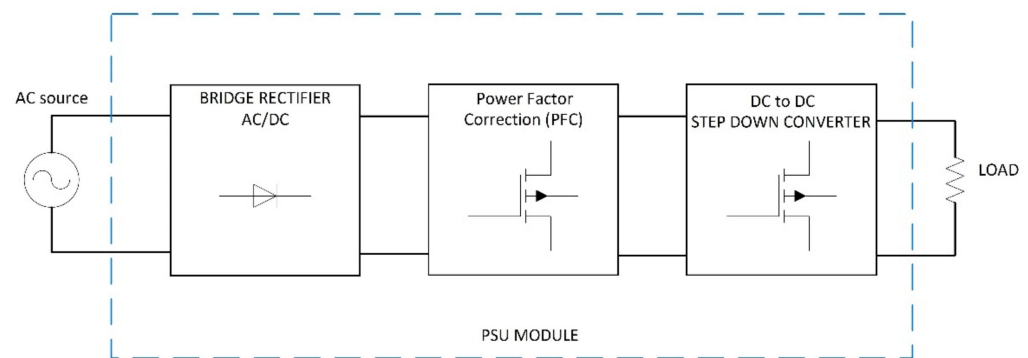 AC source
BRIDGE RECTIFIER
AC/DC
Power Factor
Correction (PFC)
DC to DC
STEP DOWN CONVERTER
LOAD
PSU MODULE